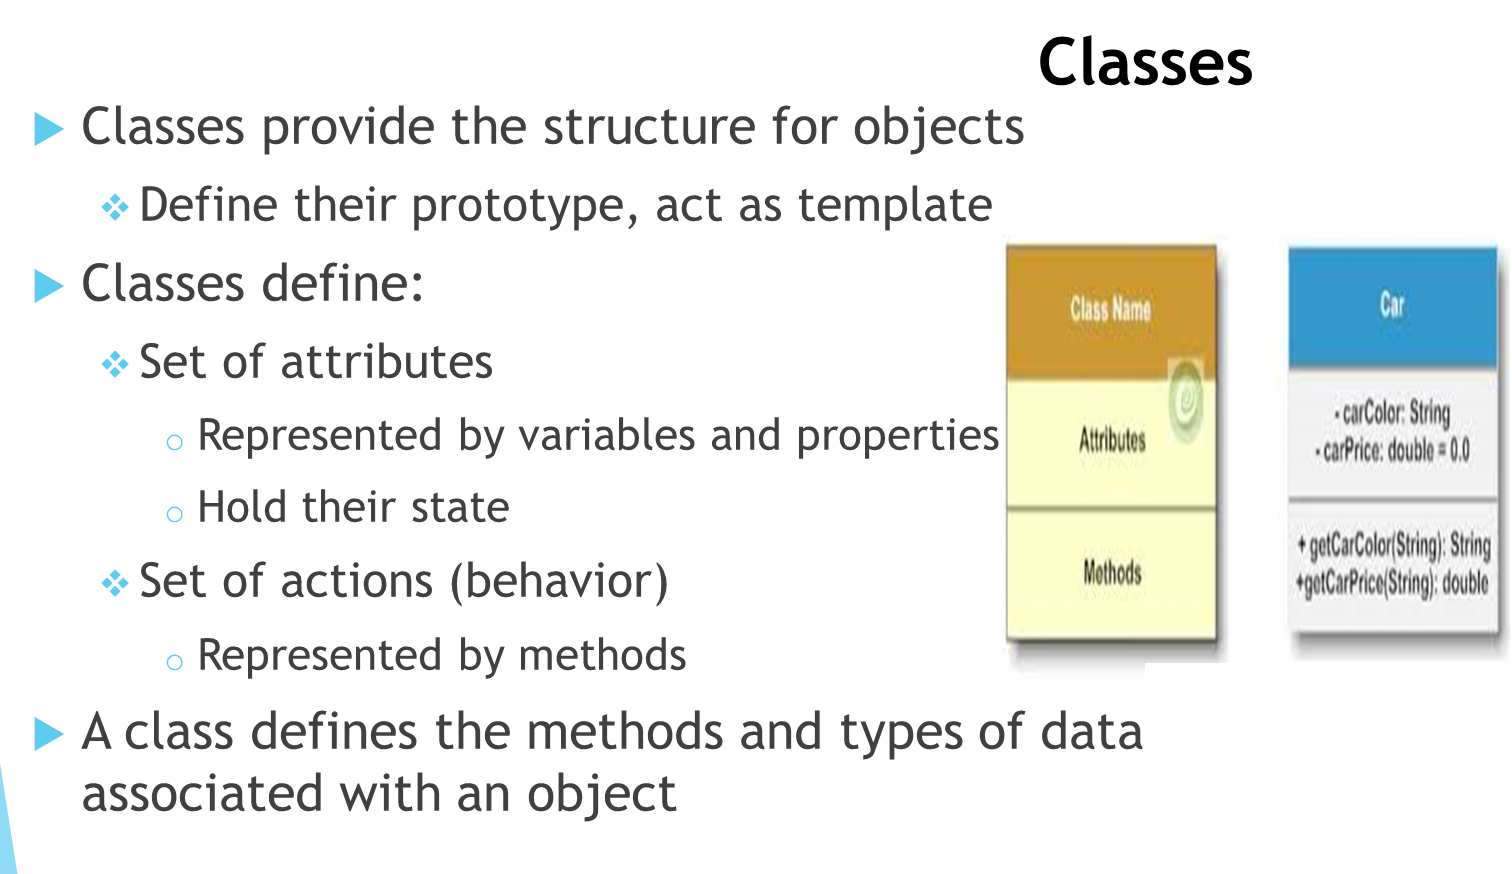 Classes
Classes provide the structure for objects
Define their prototype, act as template
Classes define:
Set of attributes
Represented by variables and properties
Hold their state
Set of actions (behavior)
Represented by methods
A class defines the methods and types of data
associated with an object
Class Name
Attributes
Methods
Car
- carColor: String
- carPrice: double = 0.0
+ getCarColor(String): String
+getCarPrice(String): double